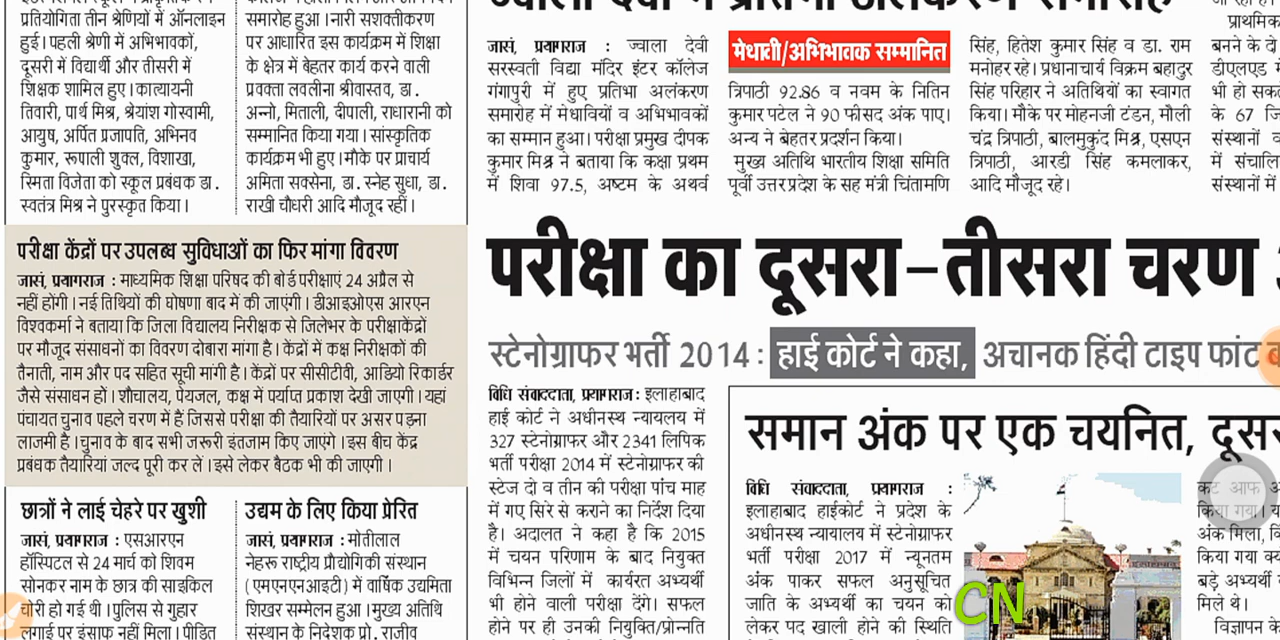 प्रतियोगिता तीन श्रेणियों में ऑनलाइन
हुई। पहली श्रेणी में अभिभावकों,
दूसरी में विद्यार्थी और तीसरी में
शिक्षक शामिल हुए। कात्यायनी
तिवारी, पार्थ मिश्र, श्रेयांश गोस्वामी,
आयुष, अर्पित प्रजापति, अभिनव
कुमार, रूपाली शुक्ल, विशाखा,
स्मिता विजेता को स्कूल प्रबंधक डा.
स्वतंत्र मिश्र ने पुरस्कृत किया।
समारोह हुआ। नारी सशक्तीकरण
पर आधारित इस कार्यक्रम में शिक्षा
के क्षेत्र में बेहतर कार्य करने वाली
प्रवक्ता लवलीना श्रीवास्तव, डा.
अन्नो, मिताली, दीपाली, राधारानी को
सम्मानित किया गया। सांस्कृतिक
कार्यक्रम भी हुए। मौके पर प्राचार्य
अमिता सक्सेना, डा. स्नेह सुधा, डा.
राखी चौधरी आदि मौजूद रहीं।
परीक्षा केंद्रों पर उपलब्ध सुविधाओं का फिर मांगा विवरण
जासं, प्रयागराज : माध्यमिक शिक्षा परिषद की बोर्ड परीक्षाएं 24 अप्रैल से
नहीं होंगी। नई तिथियों की घोषणा बाद में की जाएंगी। डीआइओएस आरएन
विश्वकर्मा ने बताया कि जिला विद्यालय निरीक्षक से जिलेभर के परीक्षाकेंद्रों
पर मौजूद संसाधनों का विवरण दोबारा मांगा है। केंद्रों में कक्ष निरीक्षकों की
तैनाती, नाम और पद सहित सूची मांगी है। केंद्रों पर सीसीटीवी, आडियो रिकार्डर
जैसे संसाधन हों। शौचालय, पेयजल, कक्ष में पर्याप्त प्रकाश देखी जाएगी। यहां
पंचायत चुनाव पहले चरण में हैं जिससे परीक्षा की तैयारियों पर असर पड़ना
लाजमी है। चुनाव के बाद सभी जरूरी इंतजाम किए जाएंगे। इस बीच केंद्र
प्रबंधक तैयारियां जल्द पूरी कर लें। इसे लेकर बैठक भी की जाएगी।
छात्रों ने लाई चेहरे पर खुशी
जासं, प्रयागराज : एसआरएन
हॉस्पिटल से 24 मार्च को शिवम
सोनकर नाम के छात्र की साइकिल
चोरी हो गई थी। पुलिस से गुहार
लगाई पर इंसाफ नहीं मिला। पीड़ित
उद्यम के लिए किया प्रेरित
जासं, प्रयागराज : मोतीलाल
नेहरू राष्ट्रीय प्रौद्योगिकी संस्थान
(एमएनएनआइटी) में वार्षिक उद्यमिता
शिखर सम्मेलन हुआ। मुख्य अतिथि
जासं, प्रयागराज : ज्वाला देवी
सरस्वती विद्या मंदिर इंटर कॉलेज
गंगापुरी में हुए प्रतिभा अलंकरण
समारोह में मेधावियों व अभिभावकों
का सम्मान हुआ। परीक्षा प्रमुख दीपक
कुमार मिश्र ने बताया कि कक्षा प्रथम
में शिवा 97.5, अष्टम के अथर्व
मेधावी/अभिभावक सम्मानित
त्रिपाठी 92.86 व नवम के नितिन
कुमार पटेल ने 90 फीसद अंक पाए।
अन्य ने बेहतर प्रदर्शन किया।
मुख्य अतिथि भारतीय शिक्षा समिति
पूर्वी उत्तर प्रदेश के सह मंत्री चिंतामणि
सिंह, हितेश कुमार सिंह व डा. राम
मनोहर रहे। प्रधानाचार्य विक्रम बहादुर
सिंह परिहार ने अतिथियों का स्वागत
किया। मौके पर मोहनजी टंडन, मौली
चंद्र त्रिपाठी, बालमुकुंद मिश्र, एसएन
त्रिपाठी, आरडी सिंह कमलाकर,
आदि मौजूद रहे।
प्राथमिक
बनने के दो
डीएलएड में
भी हो सक
के 67 जि
संस्थानों व
में संचालि
संस्थानों में
परीक्षा का दूसरा-तीसरा चरण
स्टेनोग्राफर भर्ती 2014: हाई कोर्ट ने कहा, अचानक हिंदी टाइप फांट
विधि संवाददाता, प्रयागराज: इलाहाबाद
हाई कोर्ट ने अधीनस्थ न्यायालय में
327 स्टेनोग्राफर और 2341 लिपिक
भर्ती परीक्षा 2014 में स्टेनोग्राफर की
स्टेज दो व तीन की परीक्षा पांच माह
में नए सिरे से कराने का निर्देश दिया
है। अदालत ने कहा है कि 2015
में चयन परिणाम के बाद नियुक्त
विभिन्न जिलों में कार्यरत अभ्यर्थी
भी होने वाली परीक्षा देंगे। सफल
होने पर ही उनकी नियुक्ति/प्रोन्नति
समान अंक पर एक चयनित, दूसर
विधि संवाददाता, प्रयागराज :
इलाहाबाद हाईकोर्ट ने प्रदेश के
अधीनस्थ न्यायालय में स्टेनोग्राफर
भर्ती परीक्षा 2017 में न्यूनतम
अंक पाकर सफल अनुसूचित
जाति के अभ्यर्थी का चयन को
लेकर पद खाली होने की स्थिति
CN
कट आफ
किया गया।
अंक मिला,
किया गया
बड़े अभ्यर्थी
मिले थे।
विज्ञापन के